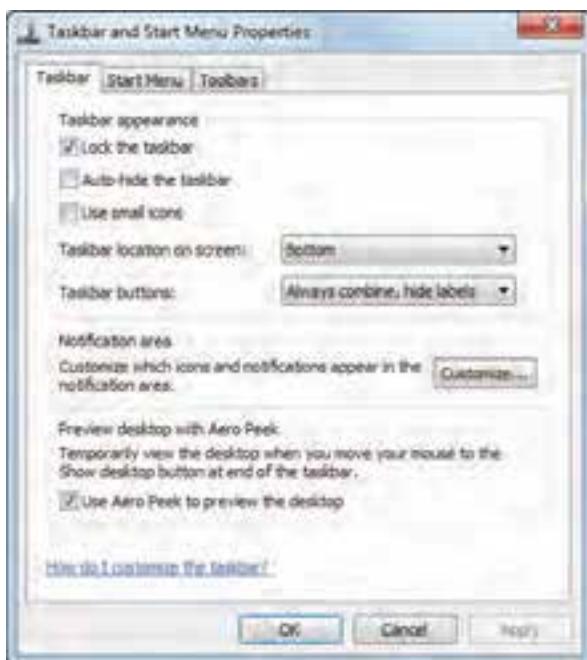 Taskbar and Start Menu Properties
Taskbar Start Menu Toolbars
Taskbar appearance
Lock the taskbar
Auto-hide the taskbar
Use small icons
Taskbar location on screen: Bottom
Taskbar buttons: Always combine, hide labels
Notification area
Customize which icons and notifications appear in the
notification area.
Customize...
Preview desktop with Aero Peek
Temporarily view the desktop when you move your mouse to the
Show desktop button at end of the taskbar.
Use Aero Peek to preview the desktop
How do I customize the taskbar?
OK Cancel Apply